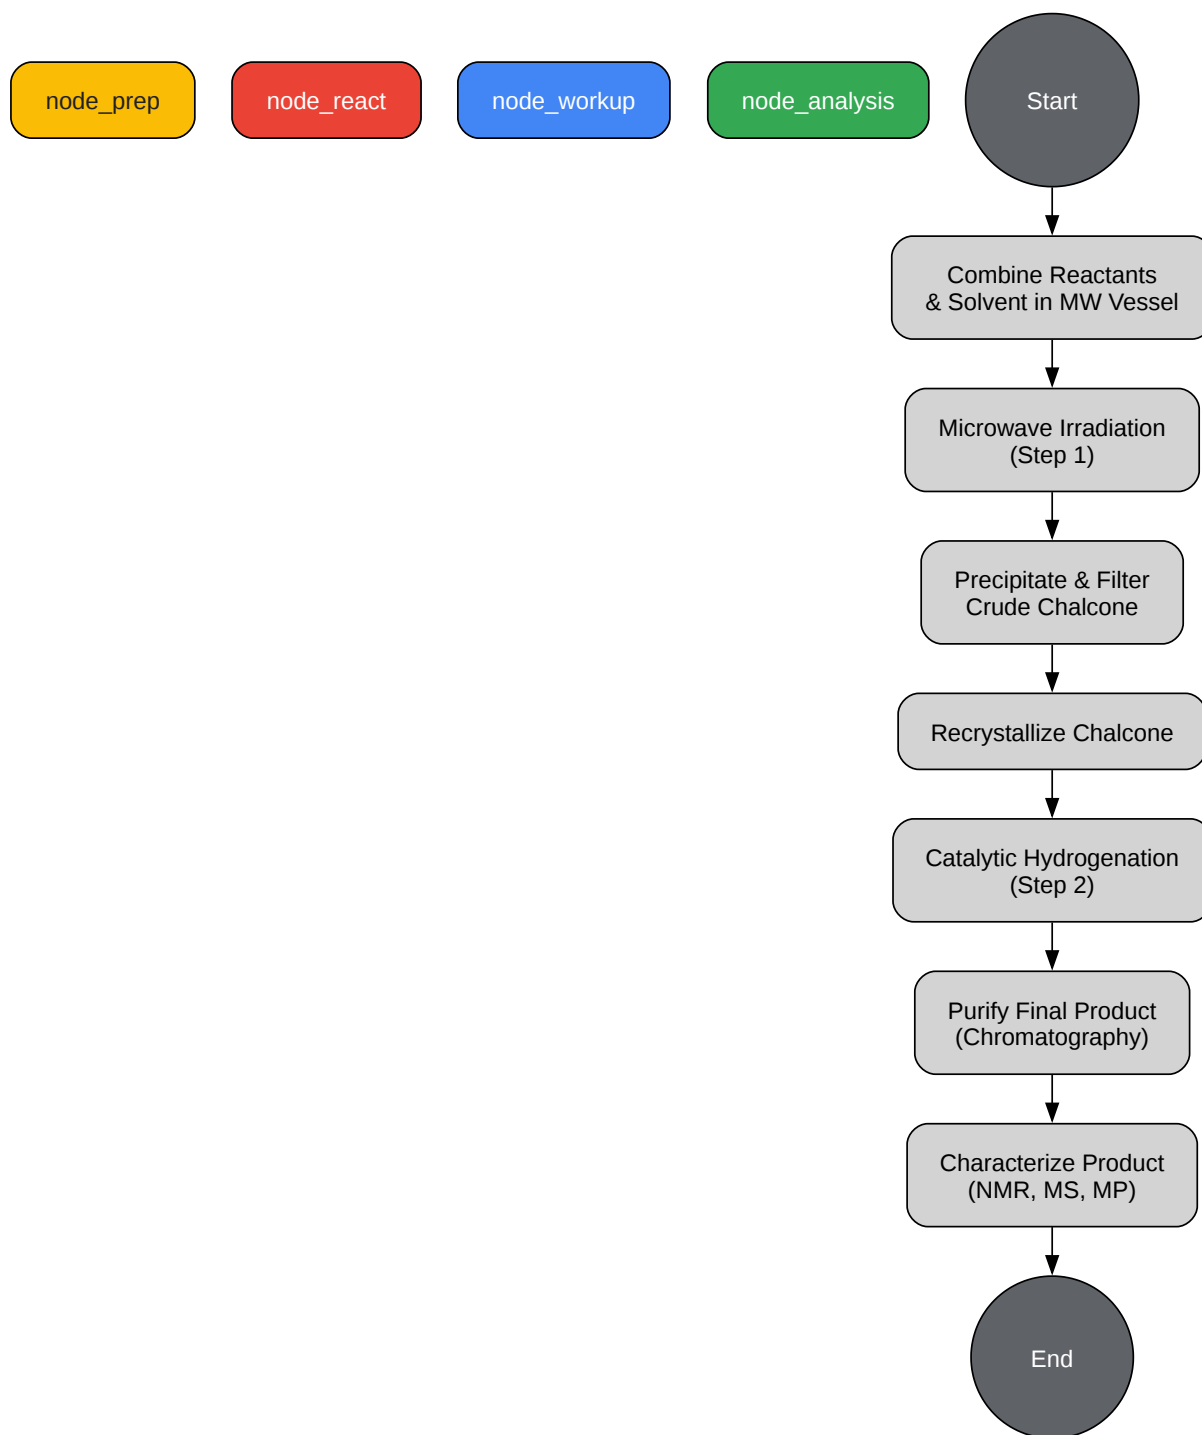 node_prep
node_react
node_workup
node_analysis
Start
Combine Reactants
& Solvent in MW Vessel
Microwave Irradiation
(Step 1)
Precipitate & Filter
Crude Chalcone
Recrystallize Chalcone
Catalytic Hydrogenation
(Step 2)
Purify Final Product
(Chromatography)
Characterize Product
(NMR, MS, MP)
End